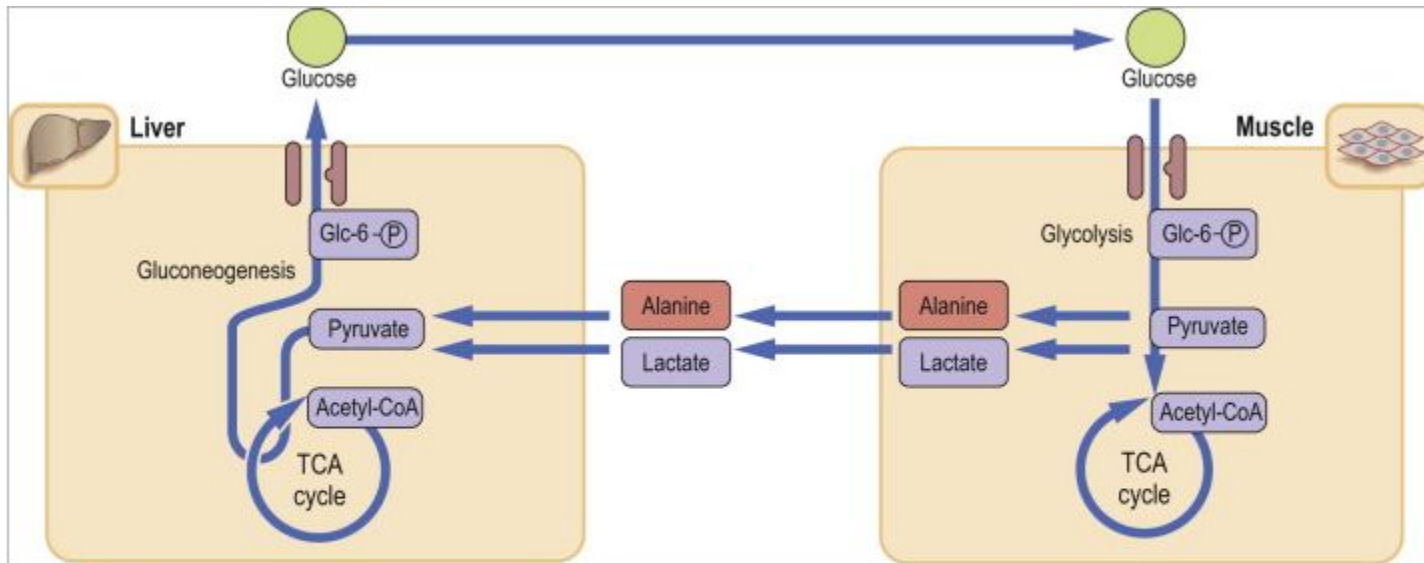 Glucose
Glucose
Liver
Muscle
Glc-6-P
Glycolysis
Glc-6-P
Gluconeogenesis
Alanine
Alanine
Pyruvate
Pyruvate
Lactate
Lactate
Acetyl-CoA
Acetyl-CoA
TCA
cycle
TCA
cycle